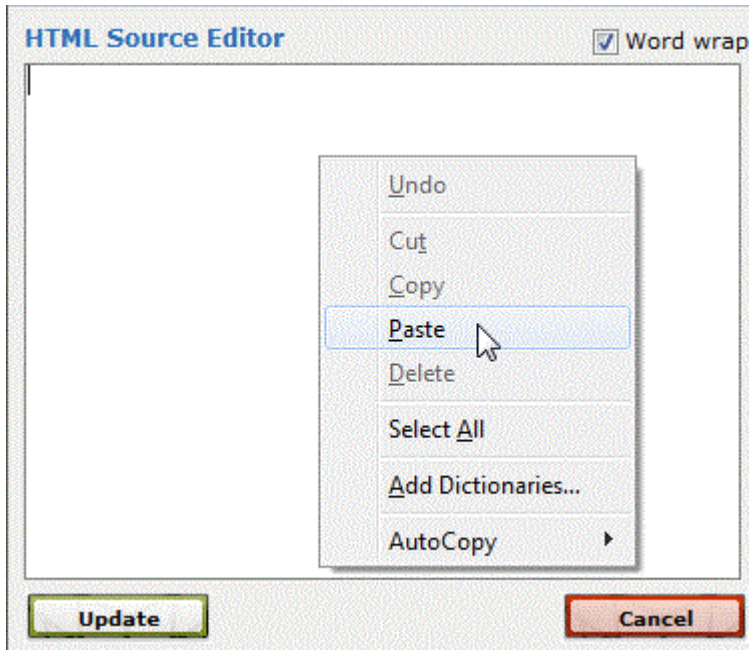 HTML Source Editor
Word wrap
Undo
Cut
Copy
Paste
Delete
Select All
Add Dictionaries...
AutoCopy
Update
Cancel